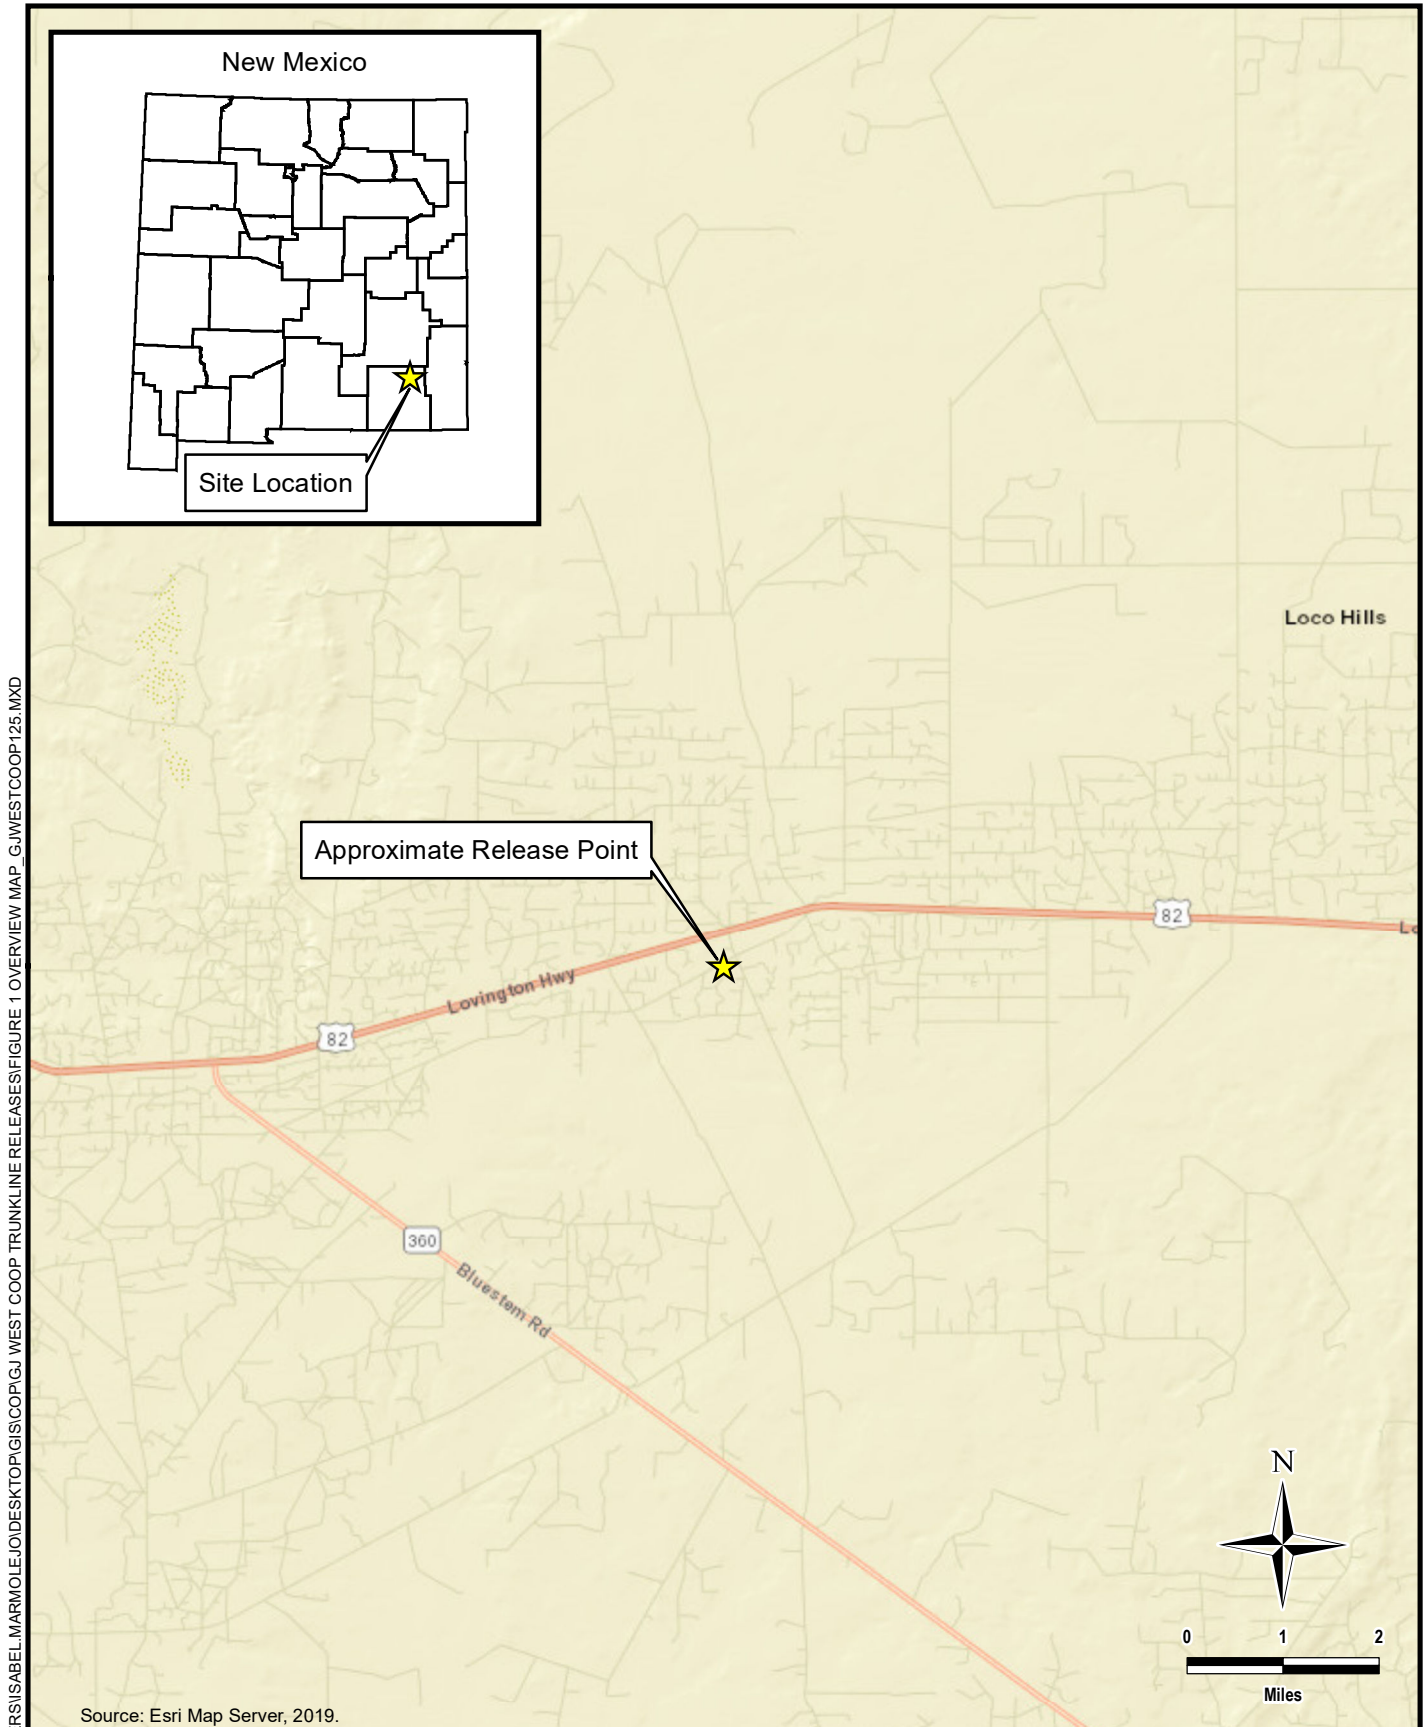 New Mexico
Site Location
Loco Hills
Approximate Release Point
82
Lovington Hwy
82
360
Bluestem Rd
N
0 1 2
Miles
Source: Esri Map Server, 2019.
ISABEL.MARMOLEJO\DESKTOP\GIS\COP\GJ WEST COOP TRUNKLINE RELEASES\FIGURE 1 OVERVIEW MAP_GJWESTCOOP125.MXD